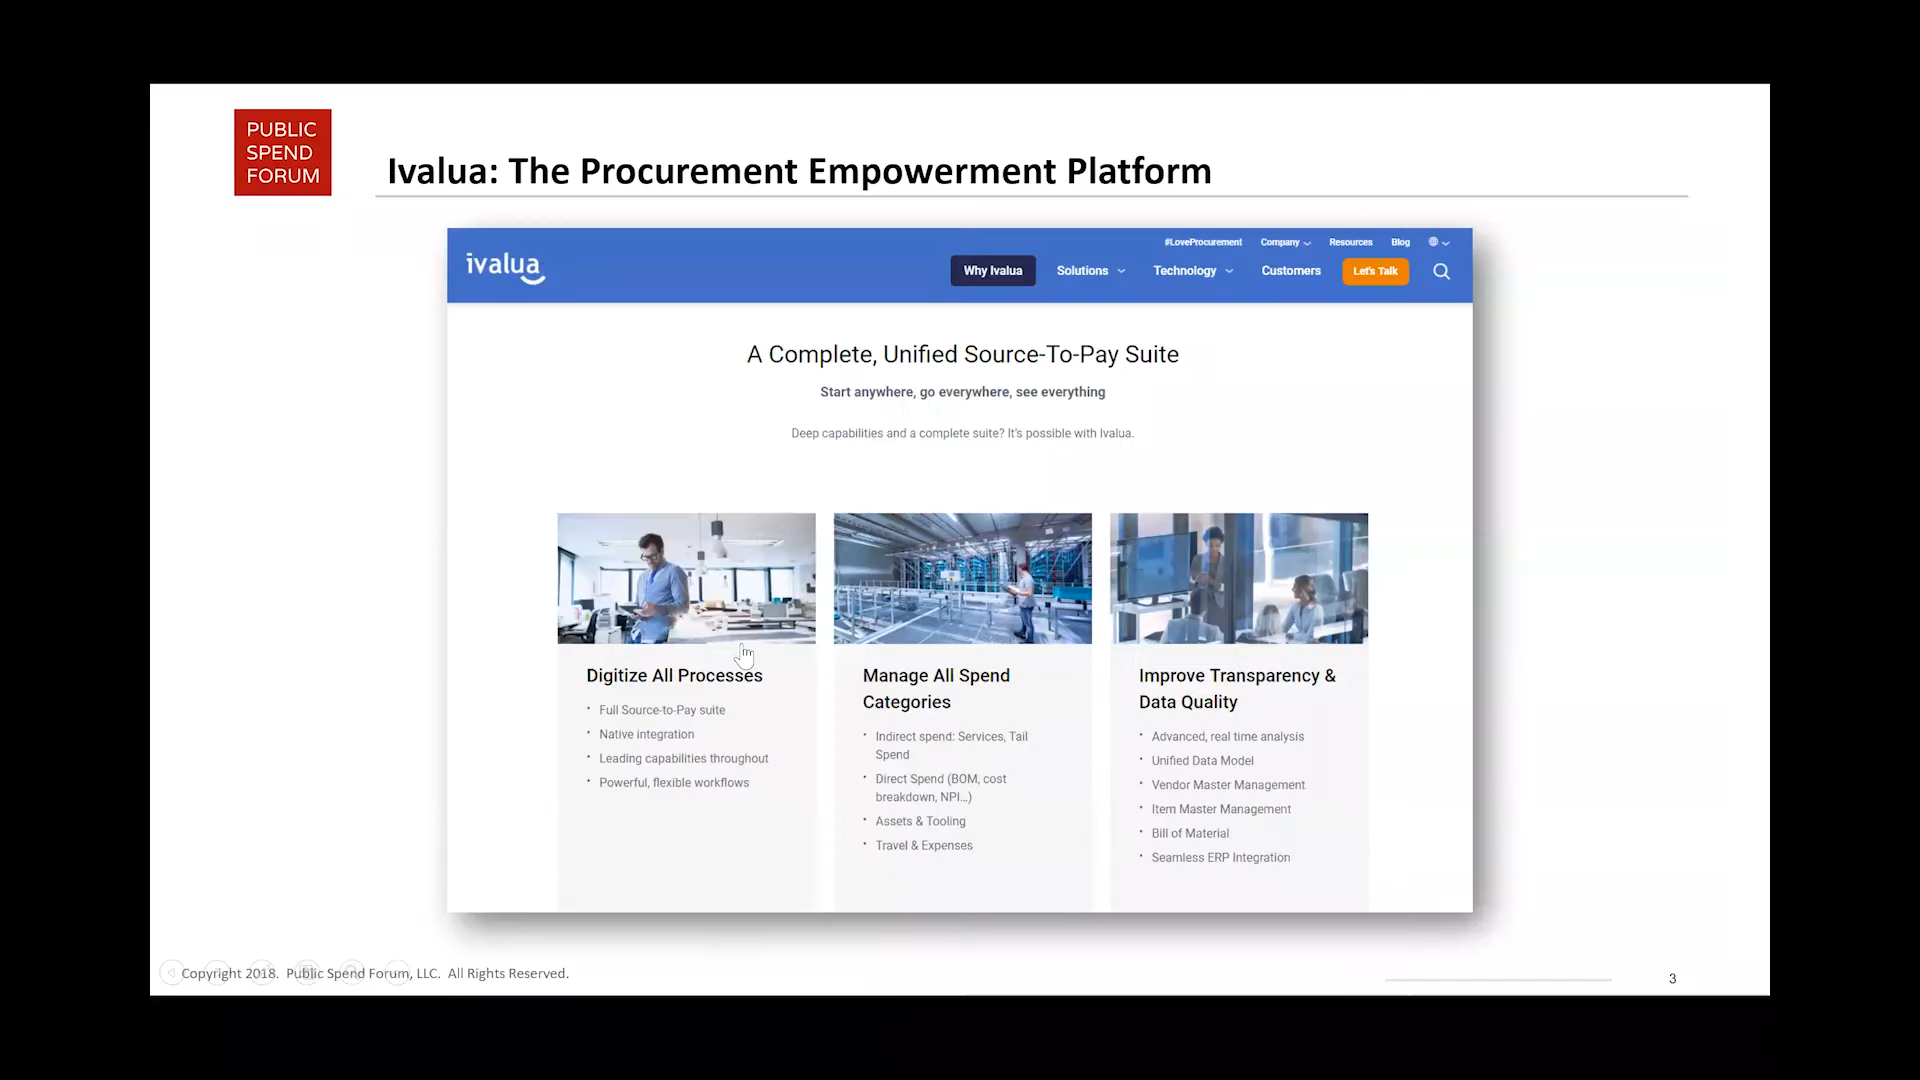 PUBLIC
SPEND
FORUM
Ivalua: The Procurement Empowerment Platform
#LoveProcurement Company Resources Blog
ivalua
Why Ivalua Solutions Technology Customers Let's Talk
A Complete, Unified Source-To-Pay Suite
Start anywhere, go everywhere, see everything
Deep capabilities and a complete suite? It's possible with Ivalua.
Digitize All Processes
• Full Source-to-Pay suite
• Native integration
• Leading capabilities throughout
• Powerful, flexible workflows
Manage All Spend
Categories
• Indirect spend: Services, Tail
Spend
• Direct Spend (BOM, cost
breakdown, NPI...)
• Assets & Tooling
• Travel & Expenses
Improve Transparency &
Data Quality
• Advanced, real time analysis
• Unified Data Model
• Vendor Master Management
• Item Master Management
• Bill of Material
• Seamless ERP Integration
Copyright 2018. Public Spend Forum, LLC. All Rights Reserved.
3